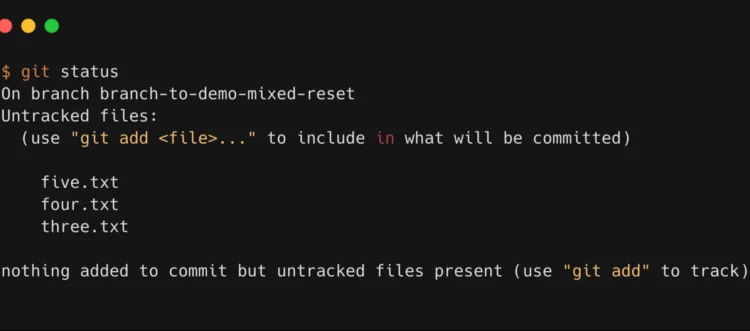 $ git status
On branch branch-to-demo-mixed-reset
Untracked files:
(use "git add <file>..." to include in what will be committed)
five.txt
four.txt
three.txt
nothing added to commit but untracked files present (use "git add" to track)